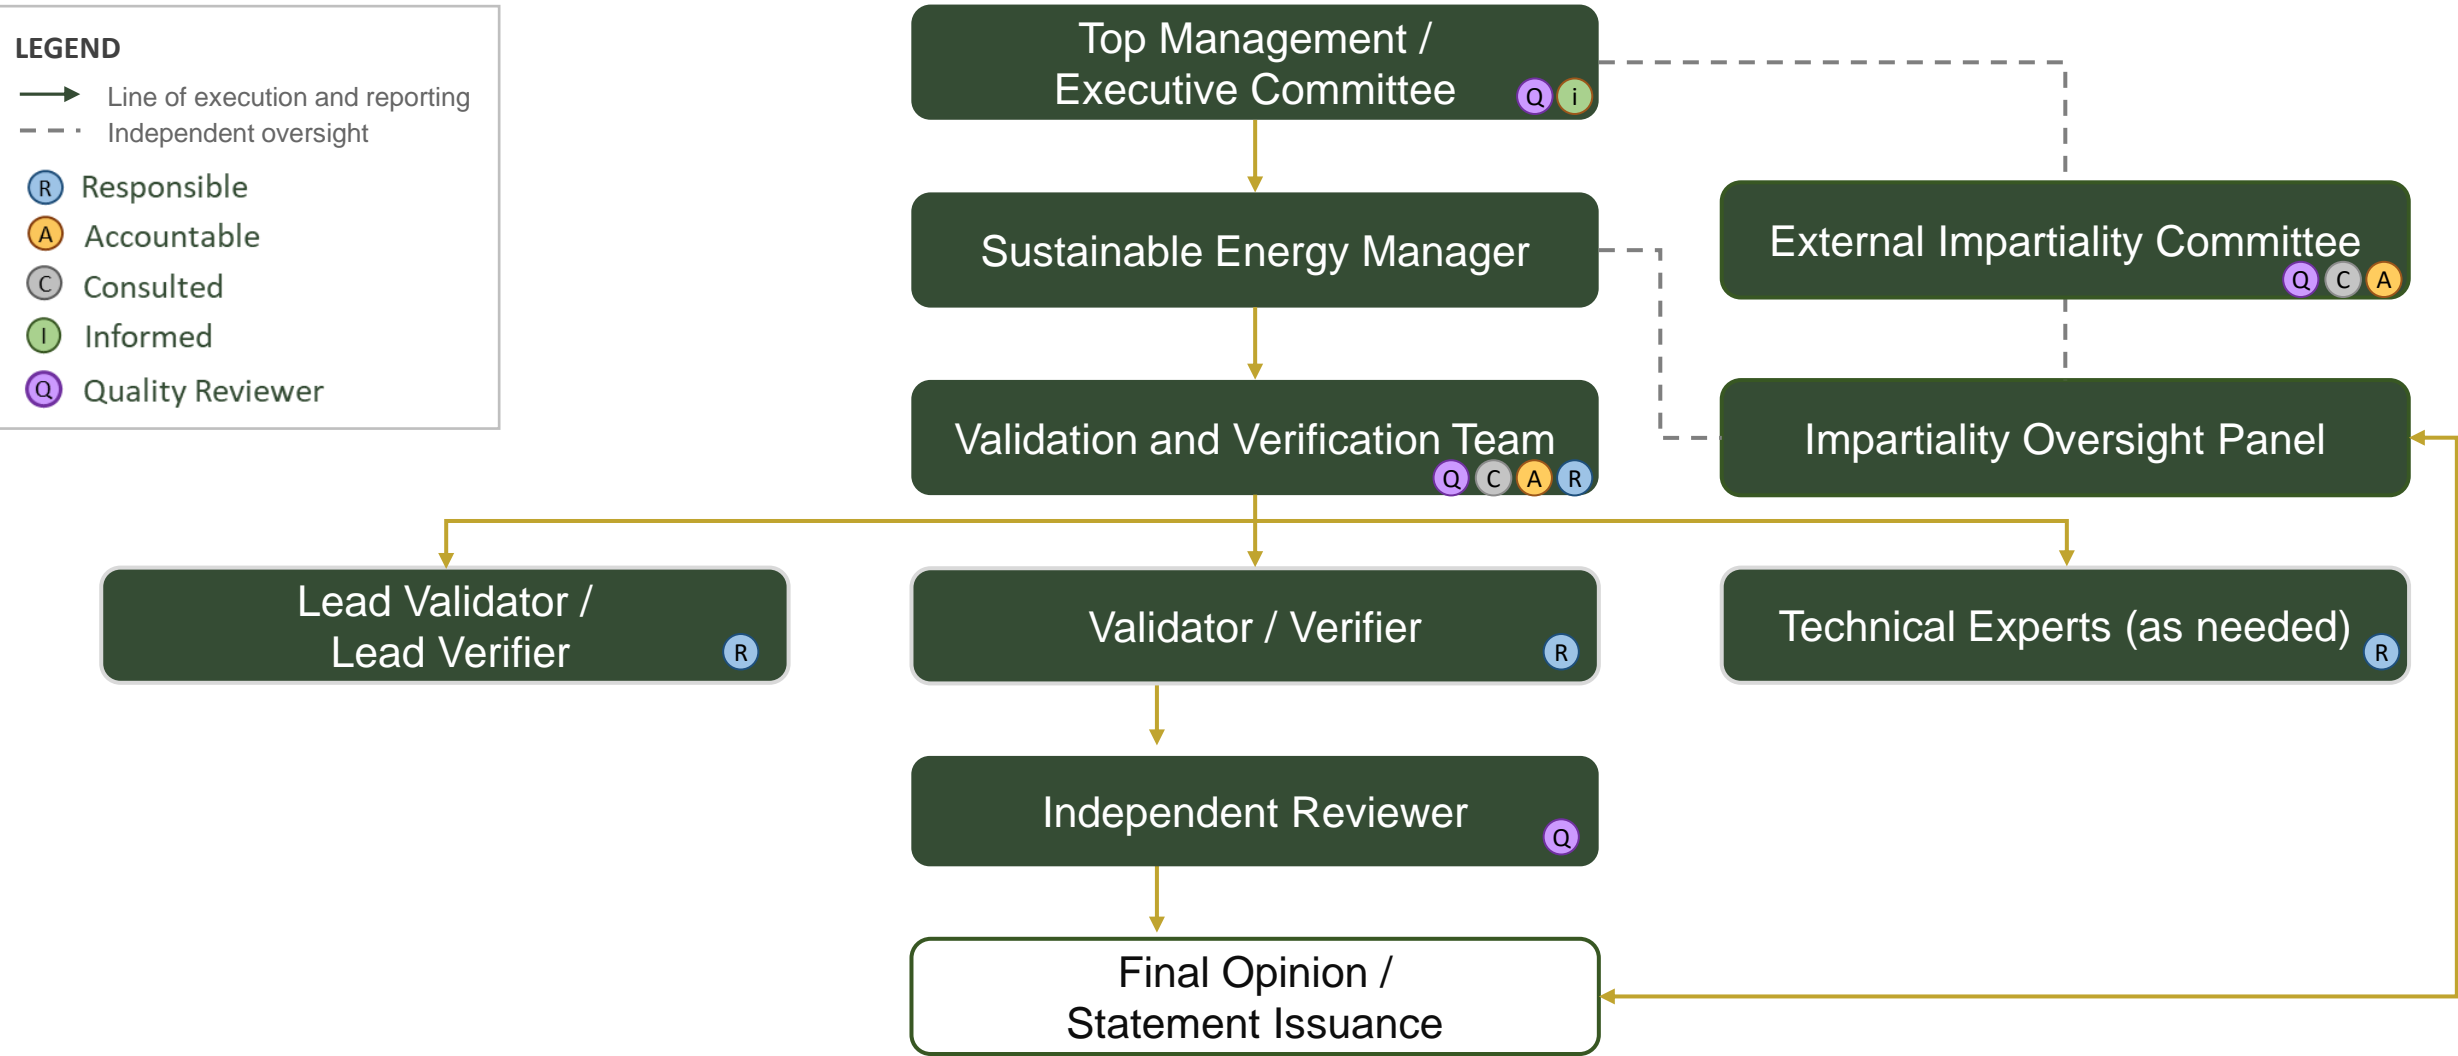 LEGEND
Line of execution and reporting
Independent oversight
R Responsible
A Accountable
C Consulted
I Informed
Q Quality Reviewer
Top Management /
Executive Committee
Q i
Sustainable Energy Manager
External Impartiality Committee
Q C A
Validation and Verification Team
Q C A R
Impartiality Oversight Panel
Lead Validator /
Lead Verifier
R
Validator / Verifier
R
Technical Experts (as needed)
R
Independent Reviewer
Q
Final Opinion /
Statement Issuance